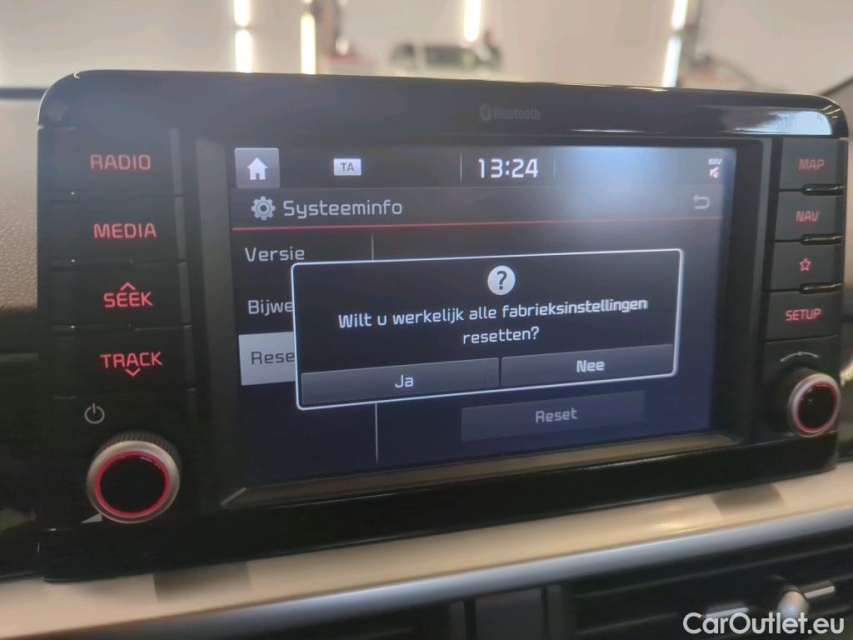 Bluetooth
RADIO
MEDIA
SEEK
TRACK
TA
13:24
NAV
Systeeminfo
Versie
Bijwe
Rese
?
Wilt u werkelijk alle fabrieksinstellingen
resetten?
Ja
Nee
Reset
MAP
NAV
SETUP
CarOutlet.eu